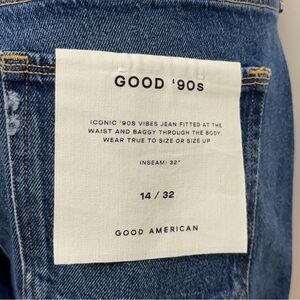 GOOD '90s
ICONIC '90S VIBES JEAN FITTED AT THE
WAIST AND BAGGY THROUGH THE BODY.
WEAR TRUE TO SIZE OR SIZE UP
INSEAM: 32"
14 / 32
GOOD AMERICAN